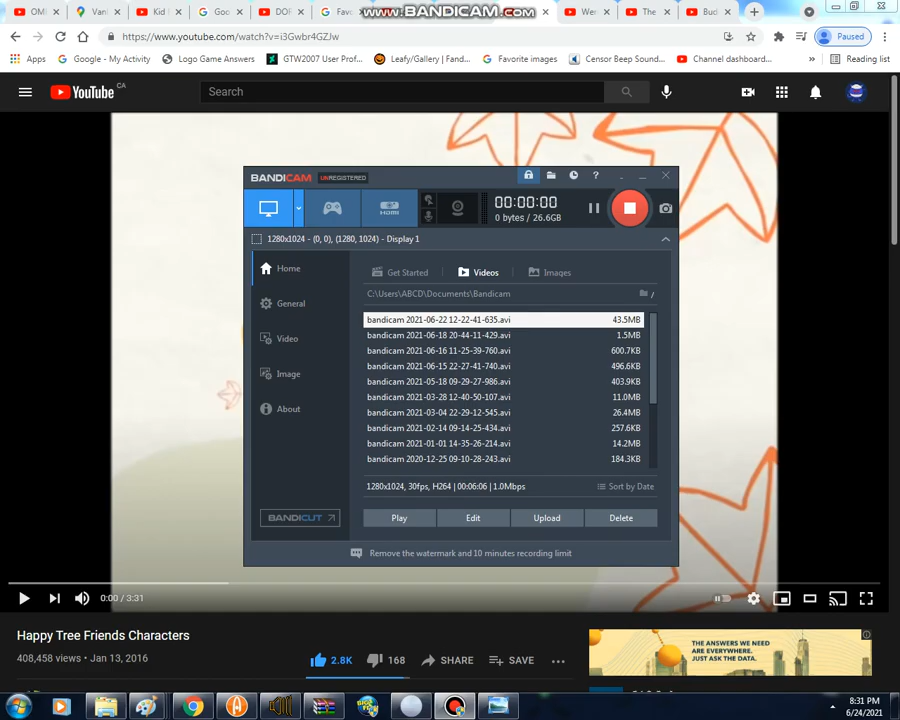 OMI
Vani
Kid I
Goo
DOI
Favo
www.BANDICAM.com
Wee
The
Bud
https://www.youtube.com/watch?v=i3Gwbr4GZJw
Paused
Apps
Google - My Activity
Logo Game Answers
GTW2007 User Prof...
Leafy/Gallery | Fand...
Favorite images
Censor Beep Sound...
Channel dashboard...
»
Reading list
YouTube CA
Search
BANDICAM UNREGISTERED
HDMI
00:00:00
0 bytes / 26.6GB
1280x1024 - (0, 0), (1280, 1024) - Display 1
Home
General
Video
Image
About
BANDICUT
Get Started
Videos
Images
C:\Users\ABCD\Documents\Bandicam
bandicam 2021-06-22 12-22-41-635.avi 43.5MB
bandicam 2021-06-18 20-44-11-429.avi 1.5MB
bandicam 2021-06-16 11-25-39-760.avi 600.7KB
bandicam 2021-06-15 22-27-41-740.avi 496.6KB
bandicam 2021-05-18 09-29-27-986.avi 403.9KB
bandicam 2021-03-28 12-40-50-107.avi 11.0MB
bandicam 2021-03-04 22-29-12-545.avi 26.4MB
bandicam 2021-02-14 09-14-25-434.avi 257.6KB
bandicam 2021-01-01 14-35-26-214.avi 14.2MB
bandicam 2020-12-25 09-10-28-243.avi 184.3KB
1280x1024, 30fps, H264 | 00:06:06 | 1.0Mbps
Sort by Date
Play
Edit
Upload
Delete
Remove the watermark and 10 minutes recording limit
0:00 / 3:31
Happy Tree Friends Characters
408,458 views • Jan 13, 2016
2.8K
168
SHARE
SAVE
THE ANSWERS WE NEED
ARE EVERYWHERE.
JUST ASK THE DATA.
8:31 PM
6/24/2021